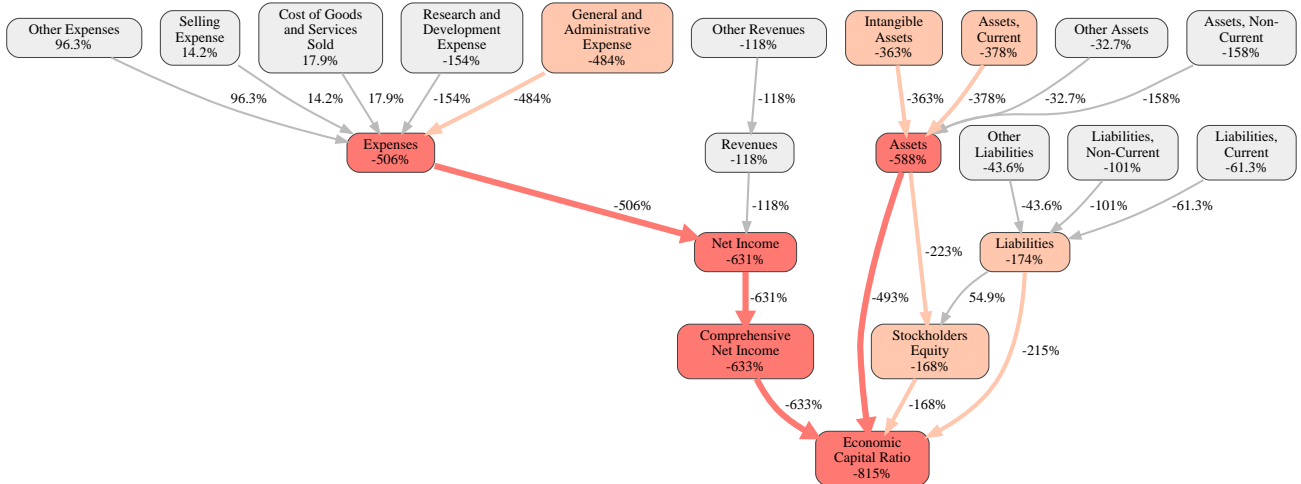 Other Expenses
96.3%
Selling
Expense
14.2%
Cost of Goods
and Services
Sold
17.9%
Research and
Development
Expense
-154%
General and
Administrative
Expense
-484%
Other Revenues
-118%
Intangible
Assets
-363%
Assets,
Current
-378%
Other Assets
-32.7%
Assets, Non-
Current
-158%
96.3%
14.2%
17.9%
-154%
-484%
-118%
-363%
-378%
-32.7%
-158%
Expenses
-506%
Revenues
-118%
Assets
-588%
Other
Liabilities
-43.6%
Liabilities,
Non-Current
-101%
Liabilities,
Current
-61.3%
-506%
-118%
-223%
-43.6%
-101%
-61.3%
Net Income
-631%
Liabilities
-174%
-631%
-493%
54.9%
-215%
Comprehensive
Net Income
-633%
Stockholders
Equity
-168%
-633%
-168%
Economic
Capital Ratio
-815%